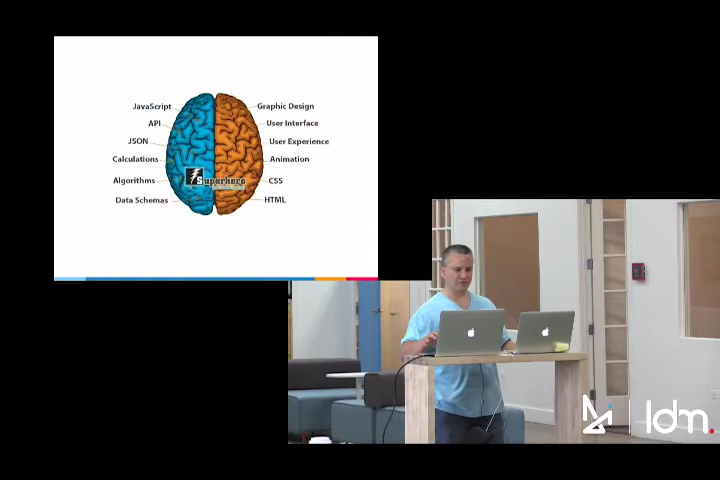 JavaScript
API
JSON
Calculations
Algorithms
Data Schemas
Superhero
Graphic Design
User Interface
User Experience
Animation
CSS
HTML
ldm.